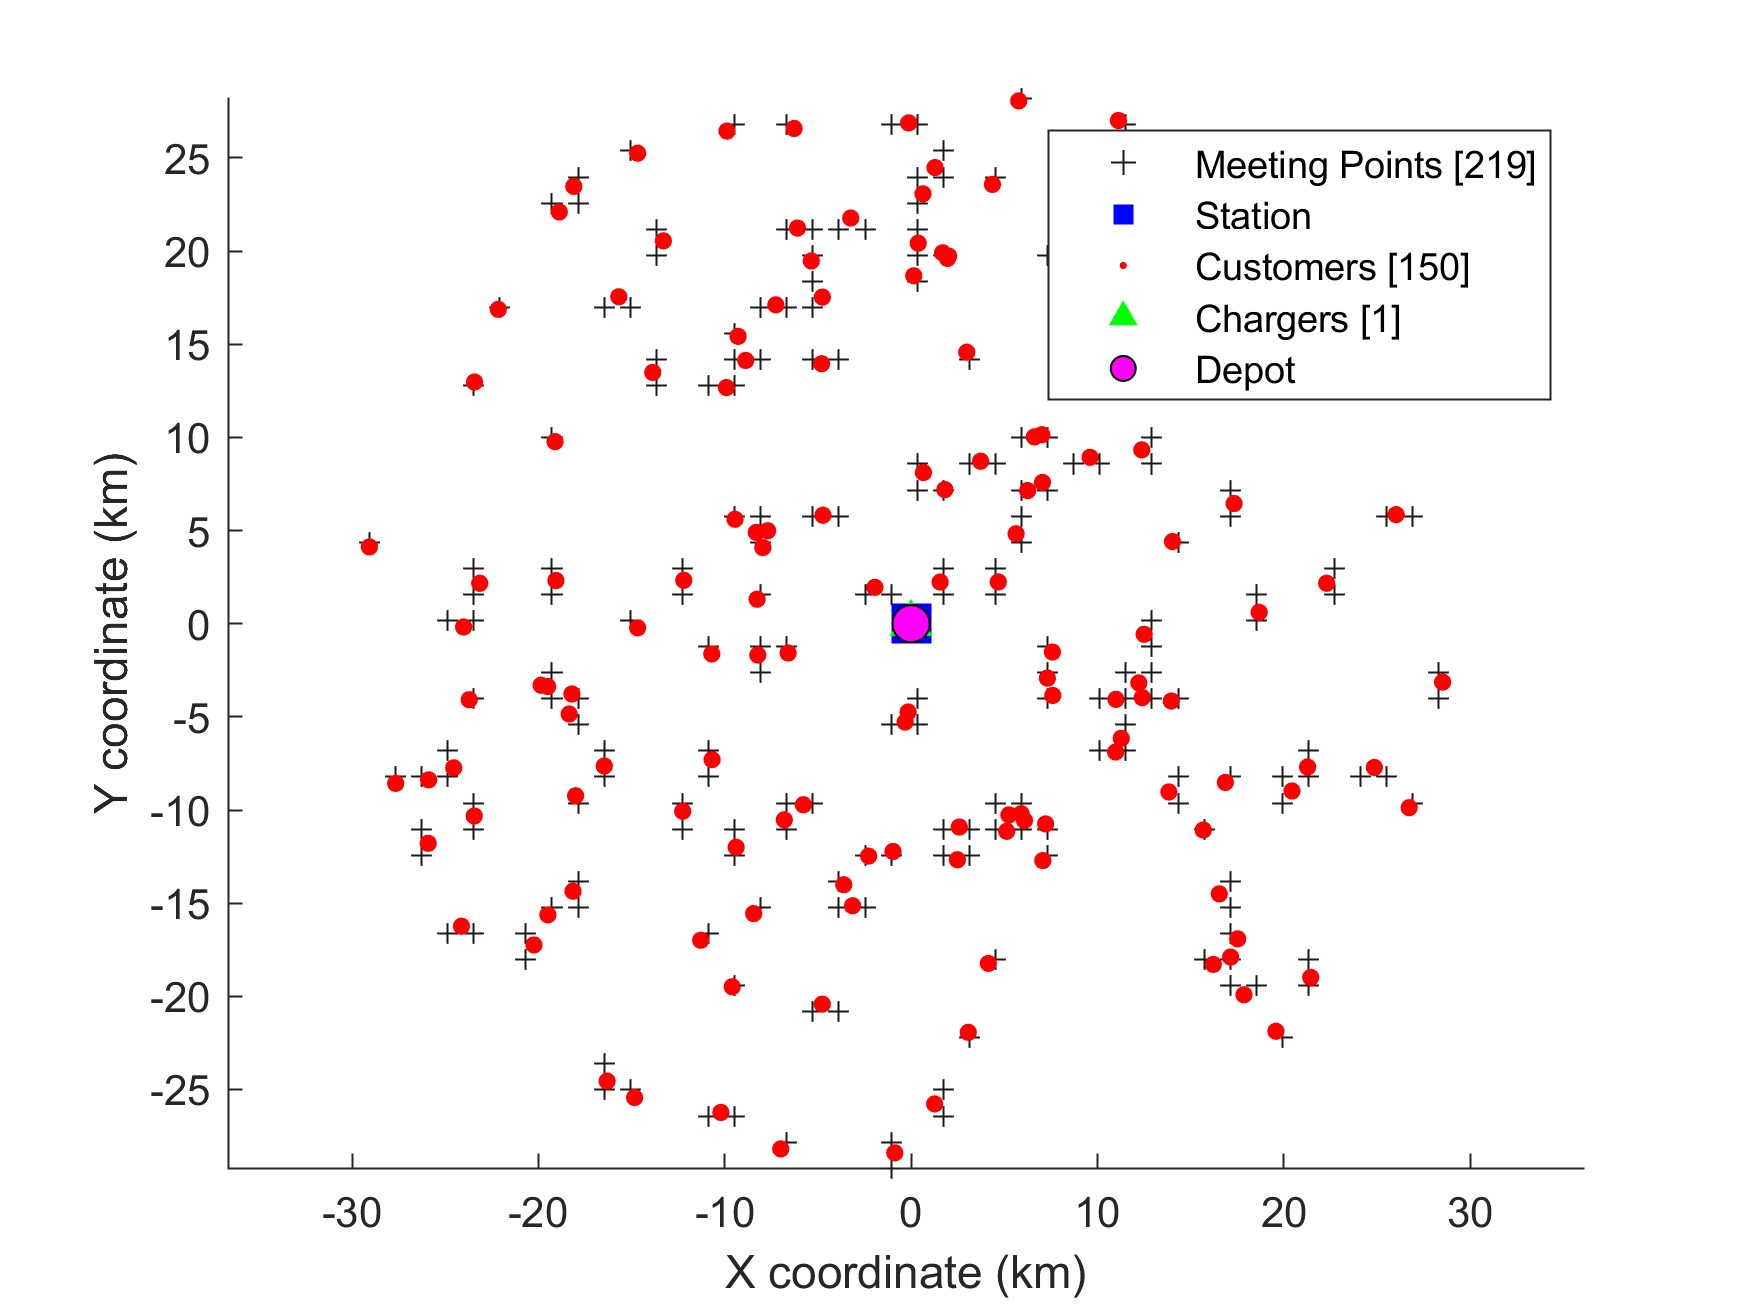 Meeting Points [219]
Station
Customers [150]
Chargers [1]
Depot
25
20
15
10
5
0
-5
-10
-15
-20
-25
Y coordinate (km)
-30 -20 -10 0 10 20 30
X coordinate (km)